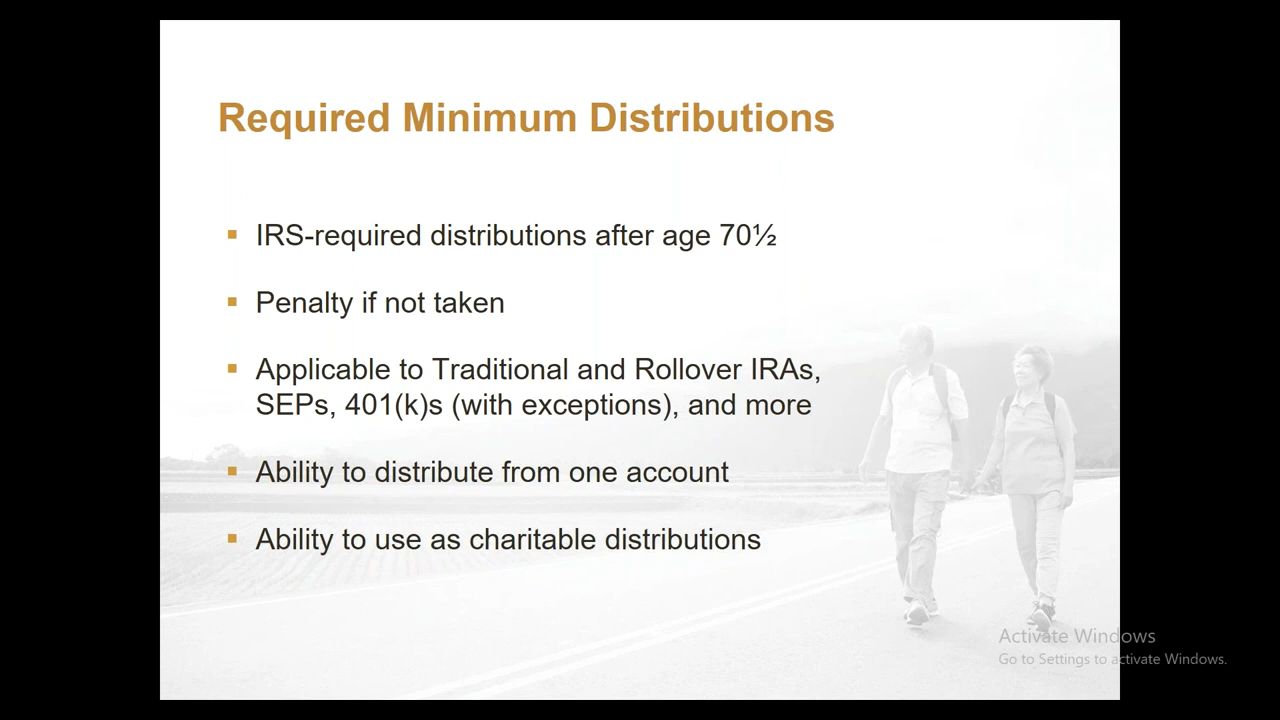 Required Minimum Distributions
▪ IRS-required distributions after age 70½
▪ Penalty if not taken
▪ Applicable to Traditional and Rollover IRAs,
SEPs, 401(k)s (with exceptions), and more
▪ Ability to distribute from one account
▪ Ability to use as charitable distributions
Activate Windows
Go to Settings to activate Windows.